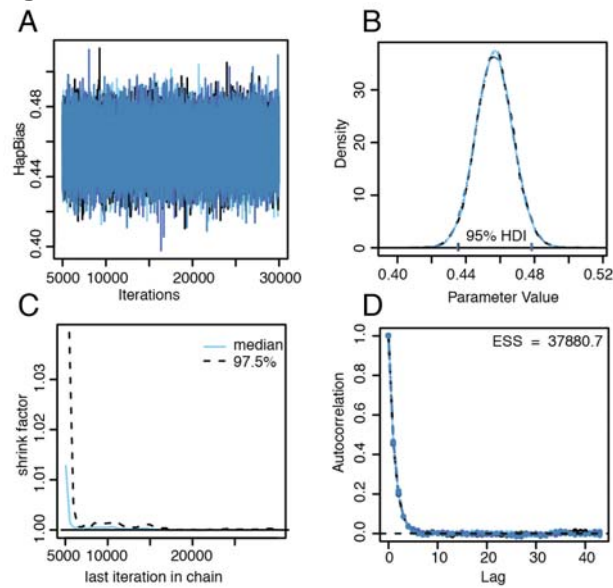 A
HapBias
0.40
0.44
0.48
5000 10000 20000 30000
Iterations
B
Density
0
10
20
30
95% HDI
0.40 0.44 0.48 0.52
Parameter Value
C
shrink factor
1.00
1.01
1.02
1.03
median
97.5%
5000 10000 20000
last iteration in chain
D
Autocorrelation
0.0
0.2
0.4
0.6
0.8
1.0
ESS = 37880.7
0 10 20 30 40
Lag